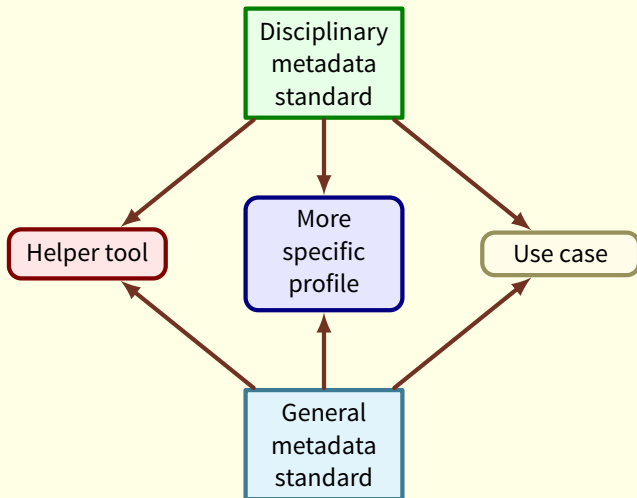 Disciplinary
metadata
standard
Helper tool
More
specific
profile
Use case
General
metadata
standard